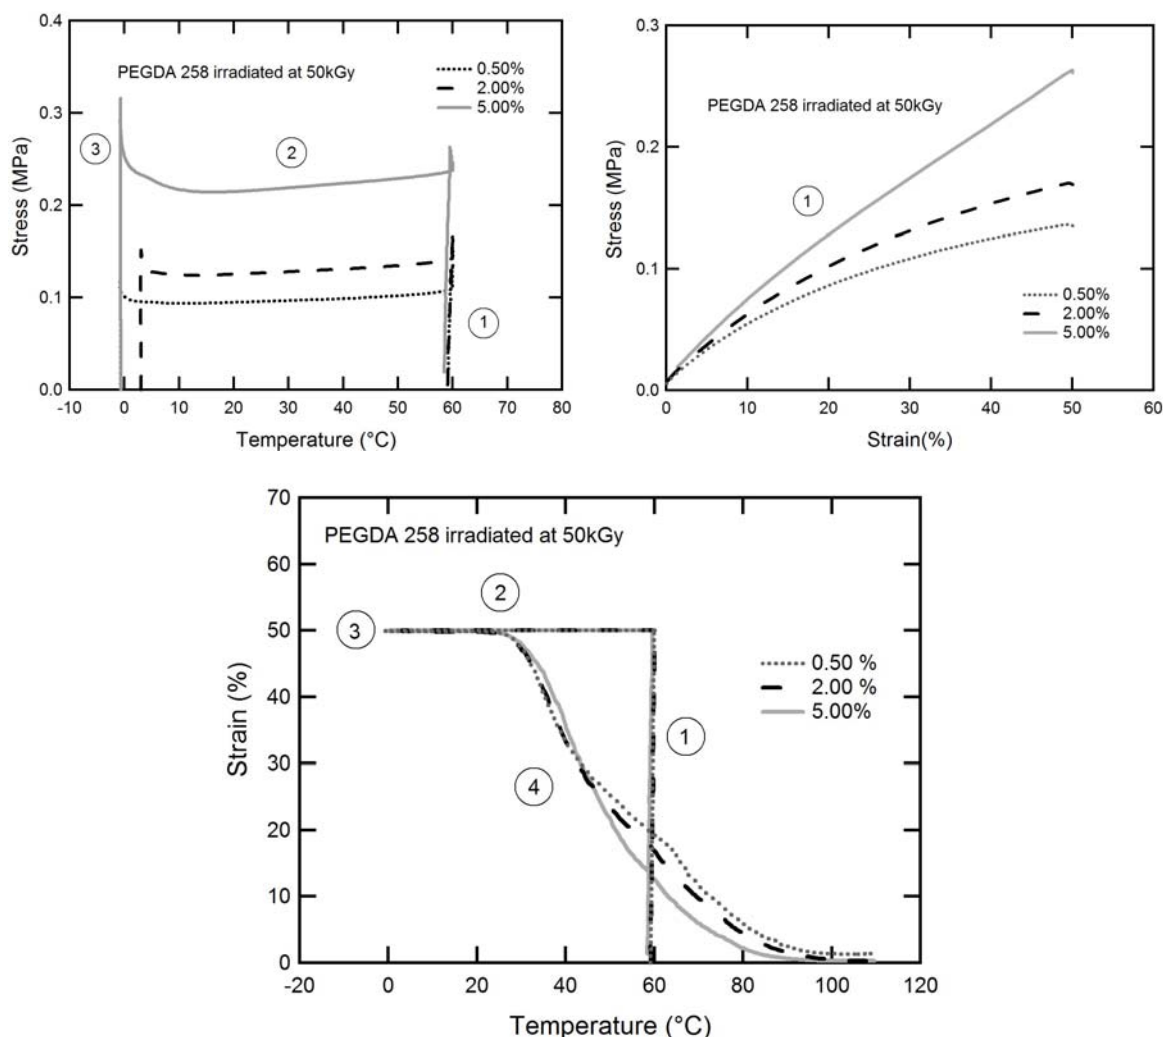 0.4
0.3
0.2
0.1
0.0
Stress (MPa)
PEGDA 258 irradiated at 50kGy
0.50%
2.00%
5.00%
3
2
1
-10 0 10 20 30 40 50 60 70 80
Temperature (°C)
0.3
0.2
0.1
0.0
Stress (MPa)
PEGDA 258 irradiated at 50kGy
1
0.50%
2.00%
5.00%
0 10 20 30 40 50 60
Strain(%)
70
60
50
40
30
20
10
0
Strain (%)
PEGDA 258 irradiated at 50kGy
2
3
1
4
0.50 %
2.00 %
5.00%
-20 0 20 40 60 80 100 120
Temperature (°C)